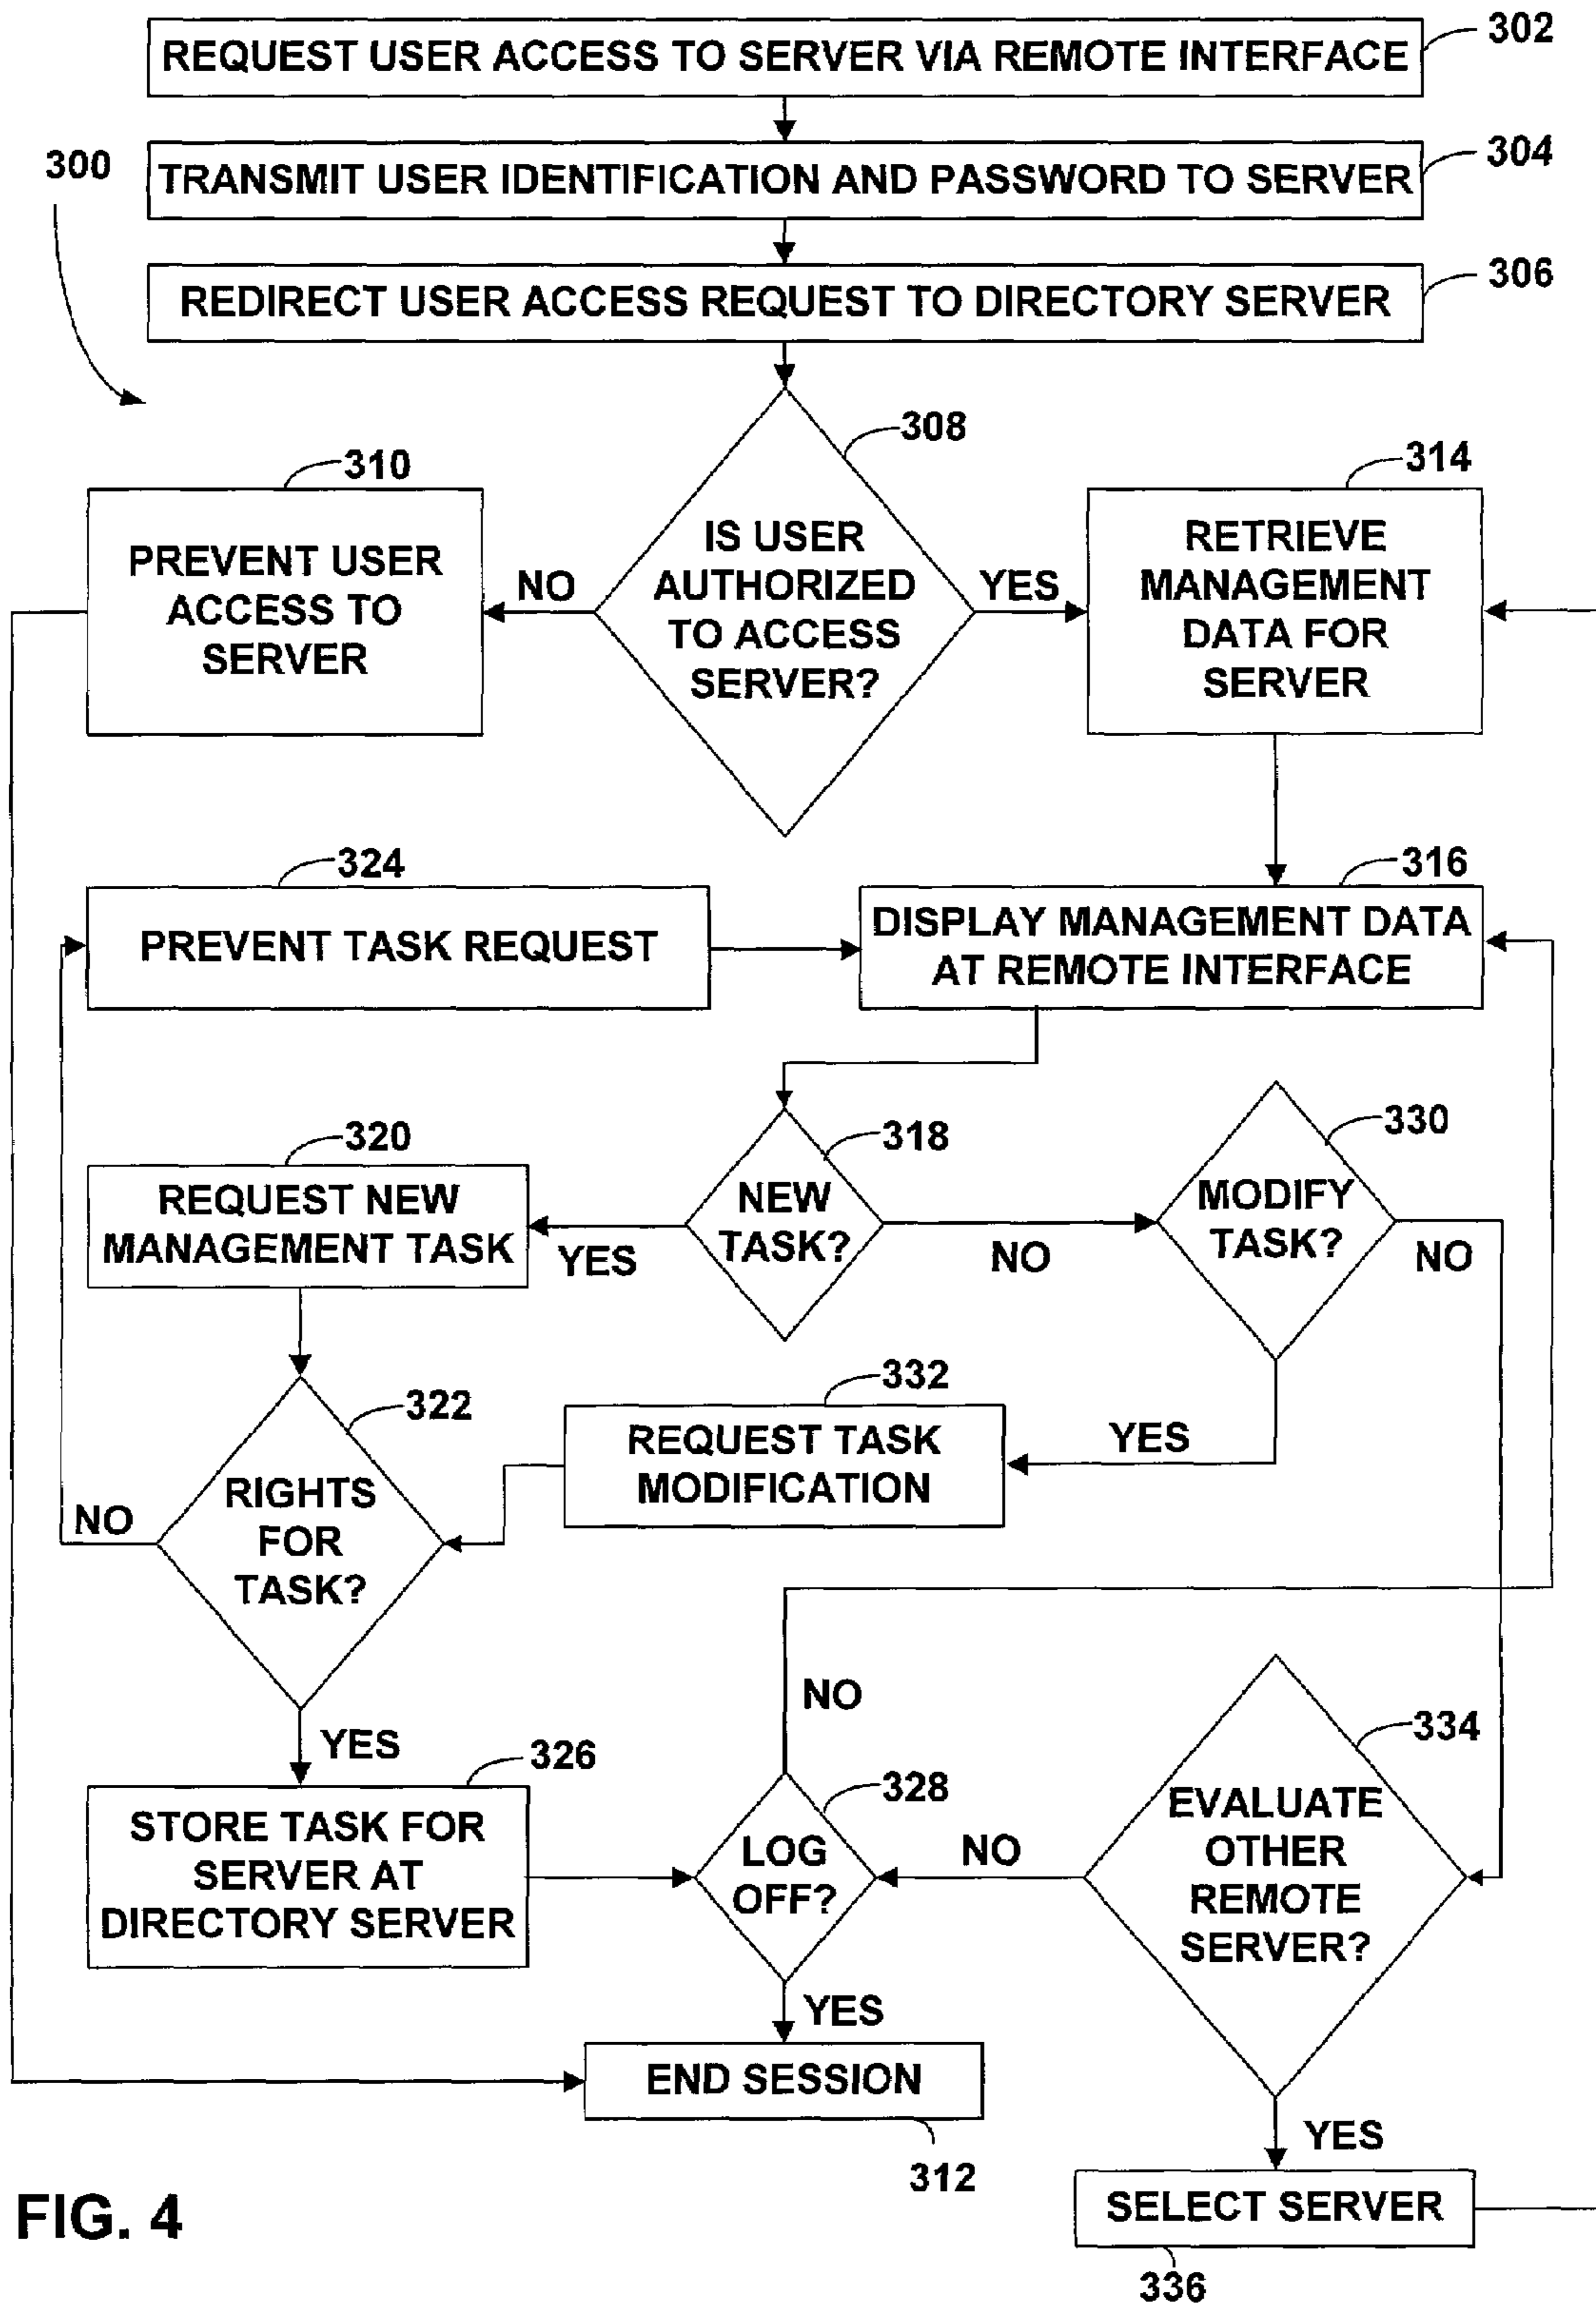 302
REQUEST USER ACCESS TO SERVER VIA REMOTE INTERFACE
304
300
TRANSMIT USER IDENTIFICATION AND PASSWORD TO SERVER
306
REDIRECT USER ACCESS REQUEST TO DIRECTORY SERVER
308
310
314
PREVENT USER
ACCESS TO
SERVER
NO
IS USER
AUTHORIZED
TO ACCESS
SERVER?
YES
RETRIEVE
MANAGEMENT
DATA FOR
SERVER
324
316
PREVENT TASK REQUEST
DISPLAY MANAGEMENT DATA
AT REMOTE INTERFACE
320
318
330
REQUEST NEW
MANAGEMENT TASK
YES
NEW
TASK?
NO
MODIFY
TASK?
NO
322
332
RIGHTS
FOR
TASK?
NO
REQUEST TASK
MODIFICATION
YES
NO
YES
326
328
334
STORE TASK FOR
SERVER AT
DIRECTORY SERVER
LOG
OFF?
NO
EVALUATE
OTHER
REMOTE
SERVER?
YES
END SESSION
312
YES
SELECT SERVER
336
FIG. 4